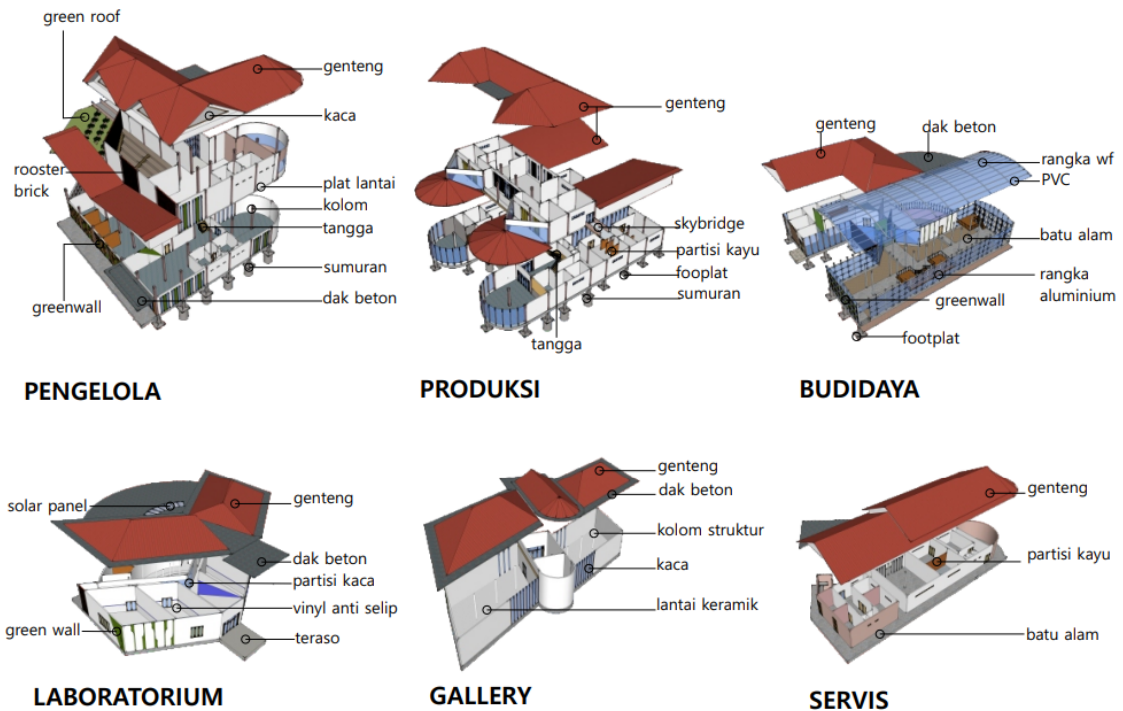 green roof
genteng
kaca
rooster
brick
plat lantai
kolom
tangga
sumuran
greenwall
dak beton
PENGELOLA
genteng
skybridge
partisi kayu
fooplat
sumuran
tangga
PRODUKSI
genteng
dak beton
rangka wf
PVC
batu alam
rangka
aluminium
greenwall
footplat
BUDIDAYA
solar panel
genteng
dak beton
partisi kaca
vinyl anti selip
green wall
teraso
LABORATORIUM
genteng
dak beton
kolom struktur
kaca
lantai keramik
GALLERY
genteng
partisi kayu
batu alam
SERVIS